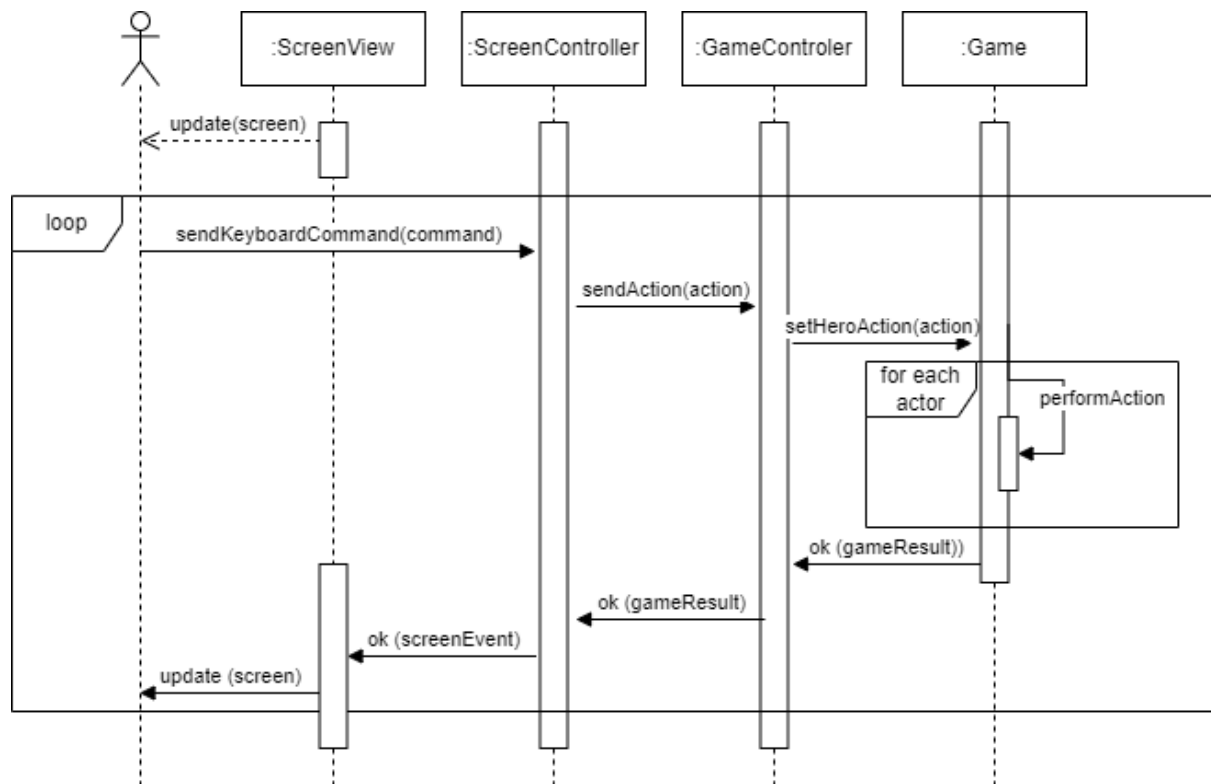 :ScreenView
:ScreenController
:GameControler
:Game
update(screen)
loop
sendKeyboardCommand(command)
sendAction(action)
setHeroAction(action)
for each
actor
performAction
ok (gameResult))
ok (gameResult)
ok (screenEvent)
update (screen)